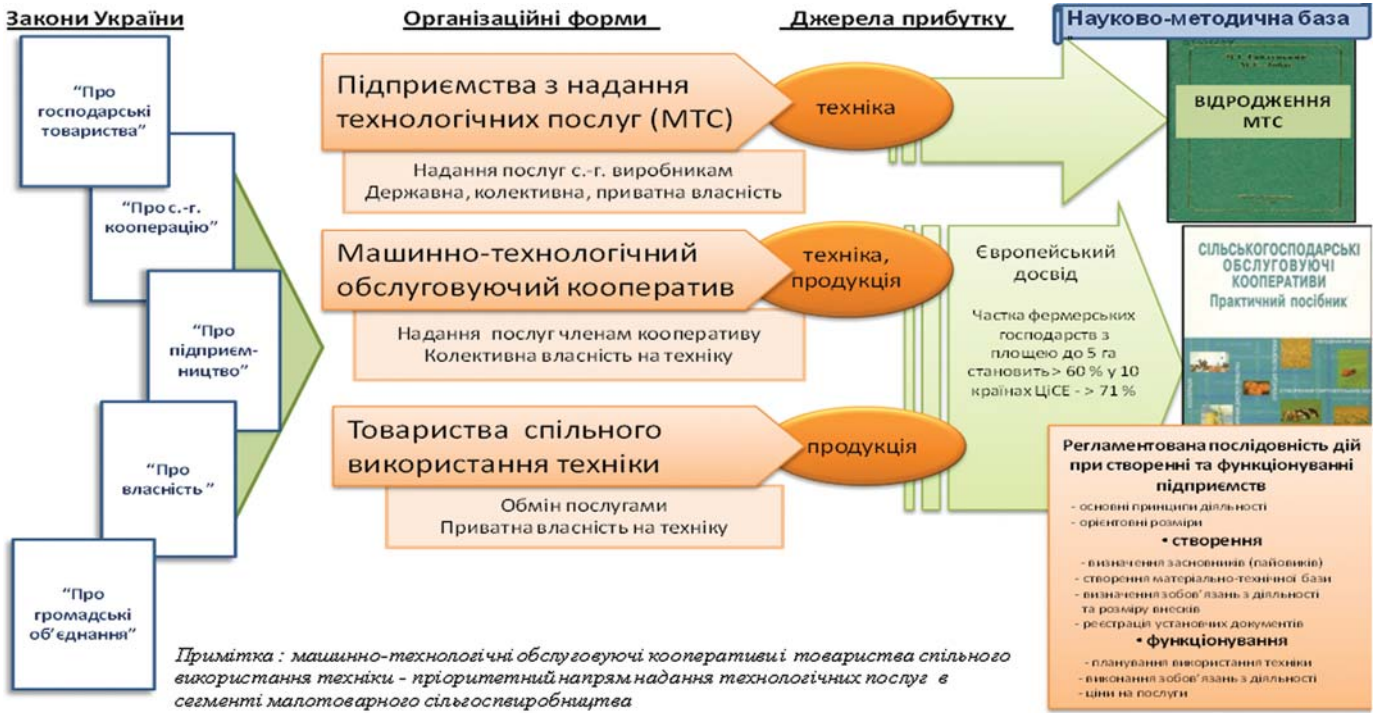 Закони України
Організаційні форми
Джерела прибутку
Науково-методична база
“Про
господарські
товариства”
“Про с.-г.
кооперацію”
“Про
підприєм-
ництво”
“Про
власність ”
“Про
громадські
об’єднання”
Підприємства з надання
технологічних послуг (МТС)
Надання послуг с.-г. виробникам
Державна, колективна, приватна власність
техніка
Машинно-технологічний
обслуговуючий кооператив
Надання послуг членам кооперативу
Колективна власність на техніку
техніка,
продукція
Товариства спільного
використання техніки
Обмін послугами
Приватна власність на техніку
продукція
Європейський
досвід
Частка фермерських
господарств з
площею до 5 га
становить > 60 % у 10
країнах ЦіСЕ - > 71 %
ВІДРОДЖЕННЯ
МТС
СІЛЬСЬКОГОСПОДАРСЬКІ
ОБСЛУГОВУЮЧІ
КООПЕРАТИВИ
Практичний посібник
Регламентована послідовність дій
при створенні та функціонуванні
підприємств
- основні принципи діяльності
- орієнтовні розміри
• створення
- визначення засновників (пайовиків)
- створення матеріально-технічної бази
- визначення зобов’язань з діяльності
та розміру внесків
- реєстрація установчих документів
• функціонування
- планування використання техніки
- виконання зобов’язань з діяльності
- ціни на послуги
Примітка : машинно-технологічні обслуговуючі кооперативи і товариства спільного
використання техніки - пріоритетний напрям надання технологічних послуг в
сегменті малотоварного сільгоспвиробництва